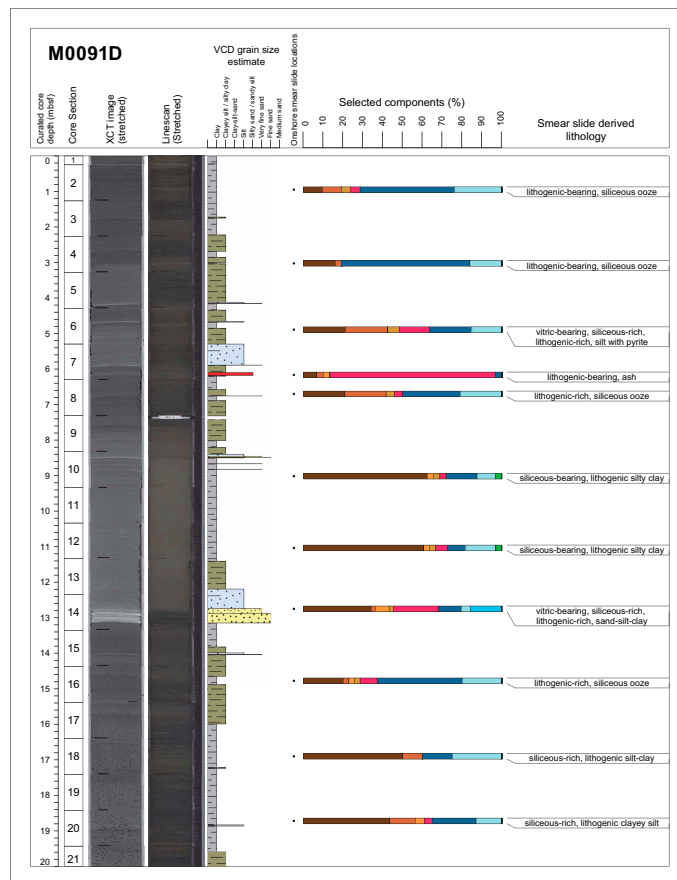 M0091D
VCD grain size
estimate
Curated core
depth (mbsf)
Core Section
XCT image
(stretched)
Linescan
(Stretched)
Clay
Clayey silt / silty clay
Clay-silt-sand
Silt
Silty sand / sandy silt
Very fine sand
Fine sand
Medium sand
Onshore smear slide locations
Selected components (%)
0 10 20 30 40 50 60 70 80 90 100
Smear slide derived
lithology
0
1
2
3
4
5
6
7
8
9
10
11
12
13
14
15
16
17
18
19
20
1
2
3
4
5
6
7
8
9
10
11
12
13
14
15
16
17
18
19
20
21
lithogenic-bearing, siliceous ooze
lithogenic-bearing, siliceous ooze
vitric-bearing, siliceous-rich,
lithogenic-rich, silt with pyrite
lithogenic-bearing, ash
lithogenic-rich, siliceous ooze
siliceous-bearing, lithogenic silty clay
siliceous-bearing, lithogenic silty clay
vitric-bearing, siliceous-rich,
lithogenic-rich, sand-silt-clay
lithogenic-rich, siliceous ooze
siliceous-rich, lithogenic silt-clay
siliceous-rich, lithogenic clayey silt